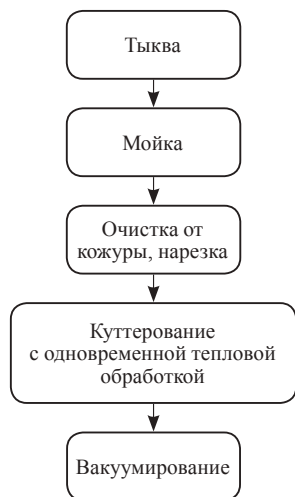 Тыква
Мойка
Очистка от
кожуры, нарезка
Куттерование
с одновременной тепловой
обработкой
Вакуумирование